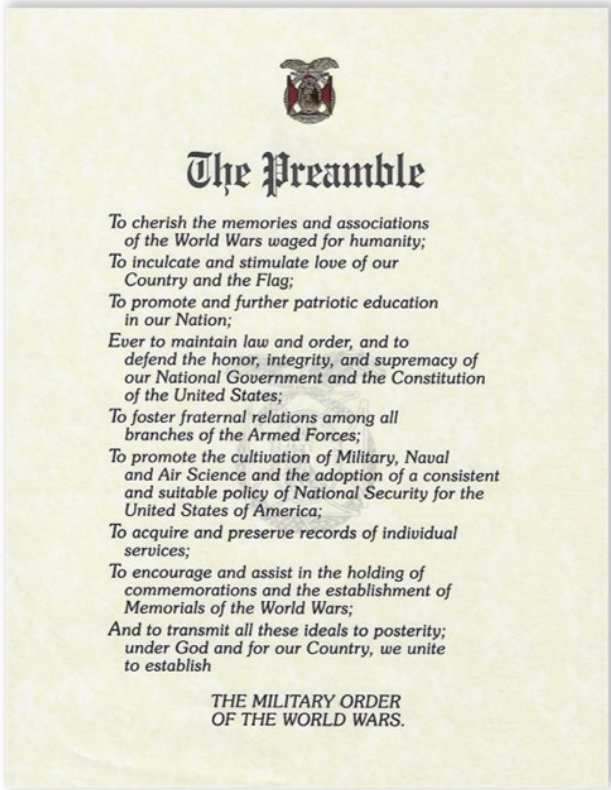 The Preamble
To cherish the memories and associations
of the World Wars waged for humanity;
To inculcate and stimulate love of our
Country and the Flag;
To promote and further patriotic education
in our Nation;
Ever to maintain law and order, and to
defend the honor, integrity, and supremacy of
our National Government and the Constitution
of the United States;
To foster fraternal relations among all
branches of the Armed Forces;
To promote the cultivation of Military, Naval
and Air Science and the adoption of a consistent
and suitable policy of National Security for the
United States of America;
To acquire and preserve records of individual
services;
To encourage and assist in the holding of
commemorations and the establishment of
Memorials of the World Wars;
And to transmit all these ideals to posterity;
under God and for our Country, we unite
to establish
THE MILITARY ORDER
OF THE WORLD WARS.